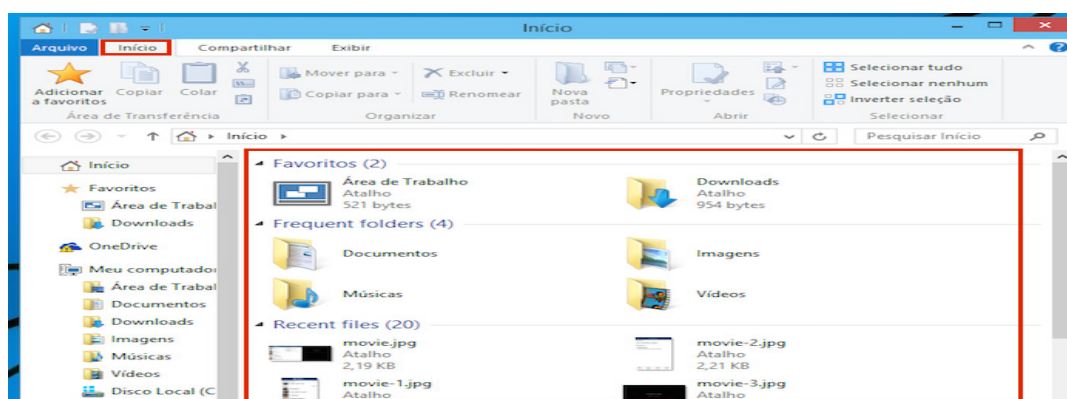 Início
Arquivo Início Compartilhar Exibir
Adicionar a favoritos
Copiar
Colar
Área de Transferência
Mover para
Copiar para
Excluir
Renomear
Organizar
Nova pasta
Novo
Propriedades
Abrir
Selecionar tudo
Selecionar nenhum
Inverter seleção
Selecionar
Início
Pesquisar Início
Início
Favoritos
Área de Trabal
Downloads
OneDrive
Meu computador
Área de Trabal
Documentos
Downloads
Imagens
Músicas
Vídeos
Disco Local (C
Favoritos (2)
Área de Trabalho
Atalho
521 bytes
Downloads
Atalho
954 bytes
Frequent folders (4)
Documentos
Imagens
Músicas
Vídeos
Recent files (20)
movie.jpg
Atalho
2,19 KB
movie-2.jpg
Atalho
2,21 KB
movie-1.jpg
Atalho
movie-3.jpg
Atalho